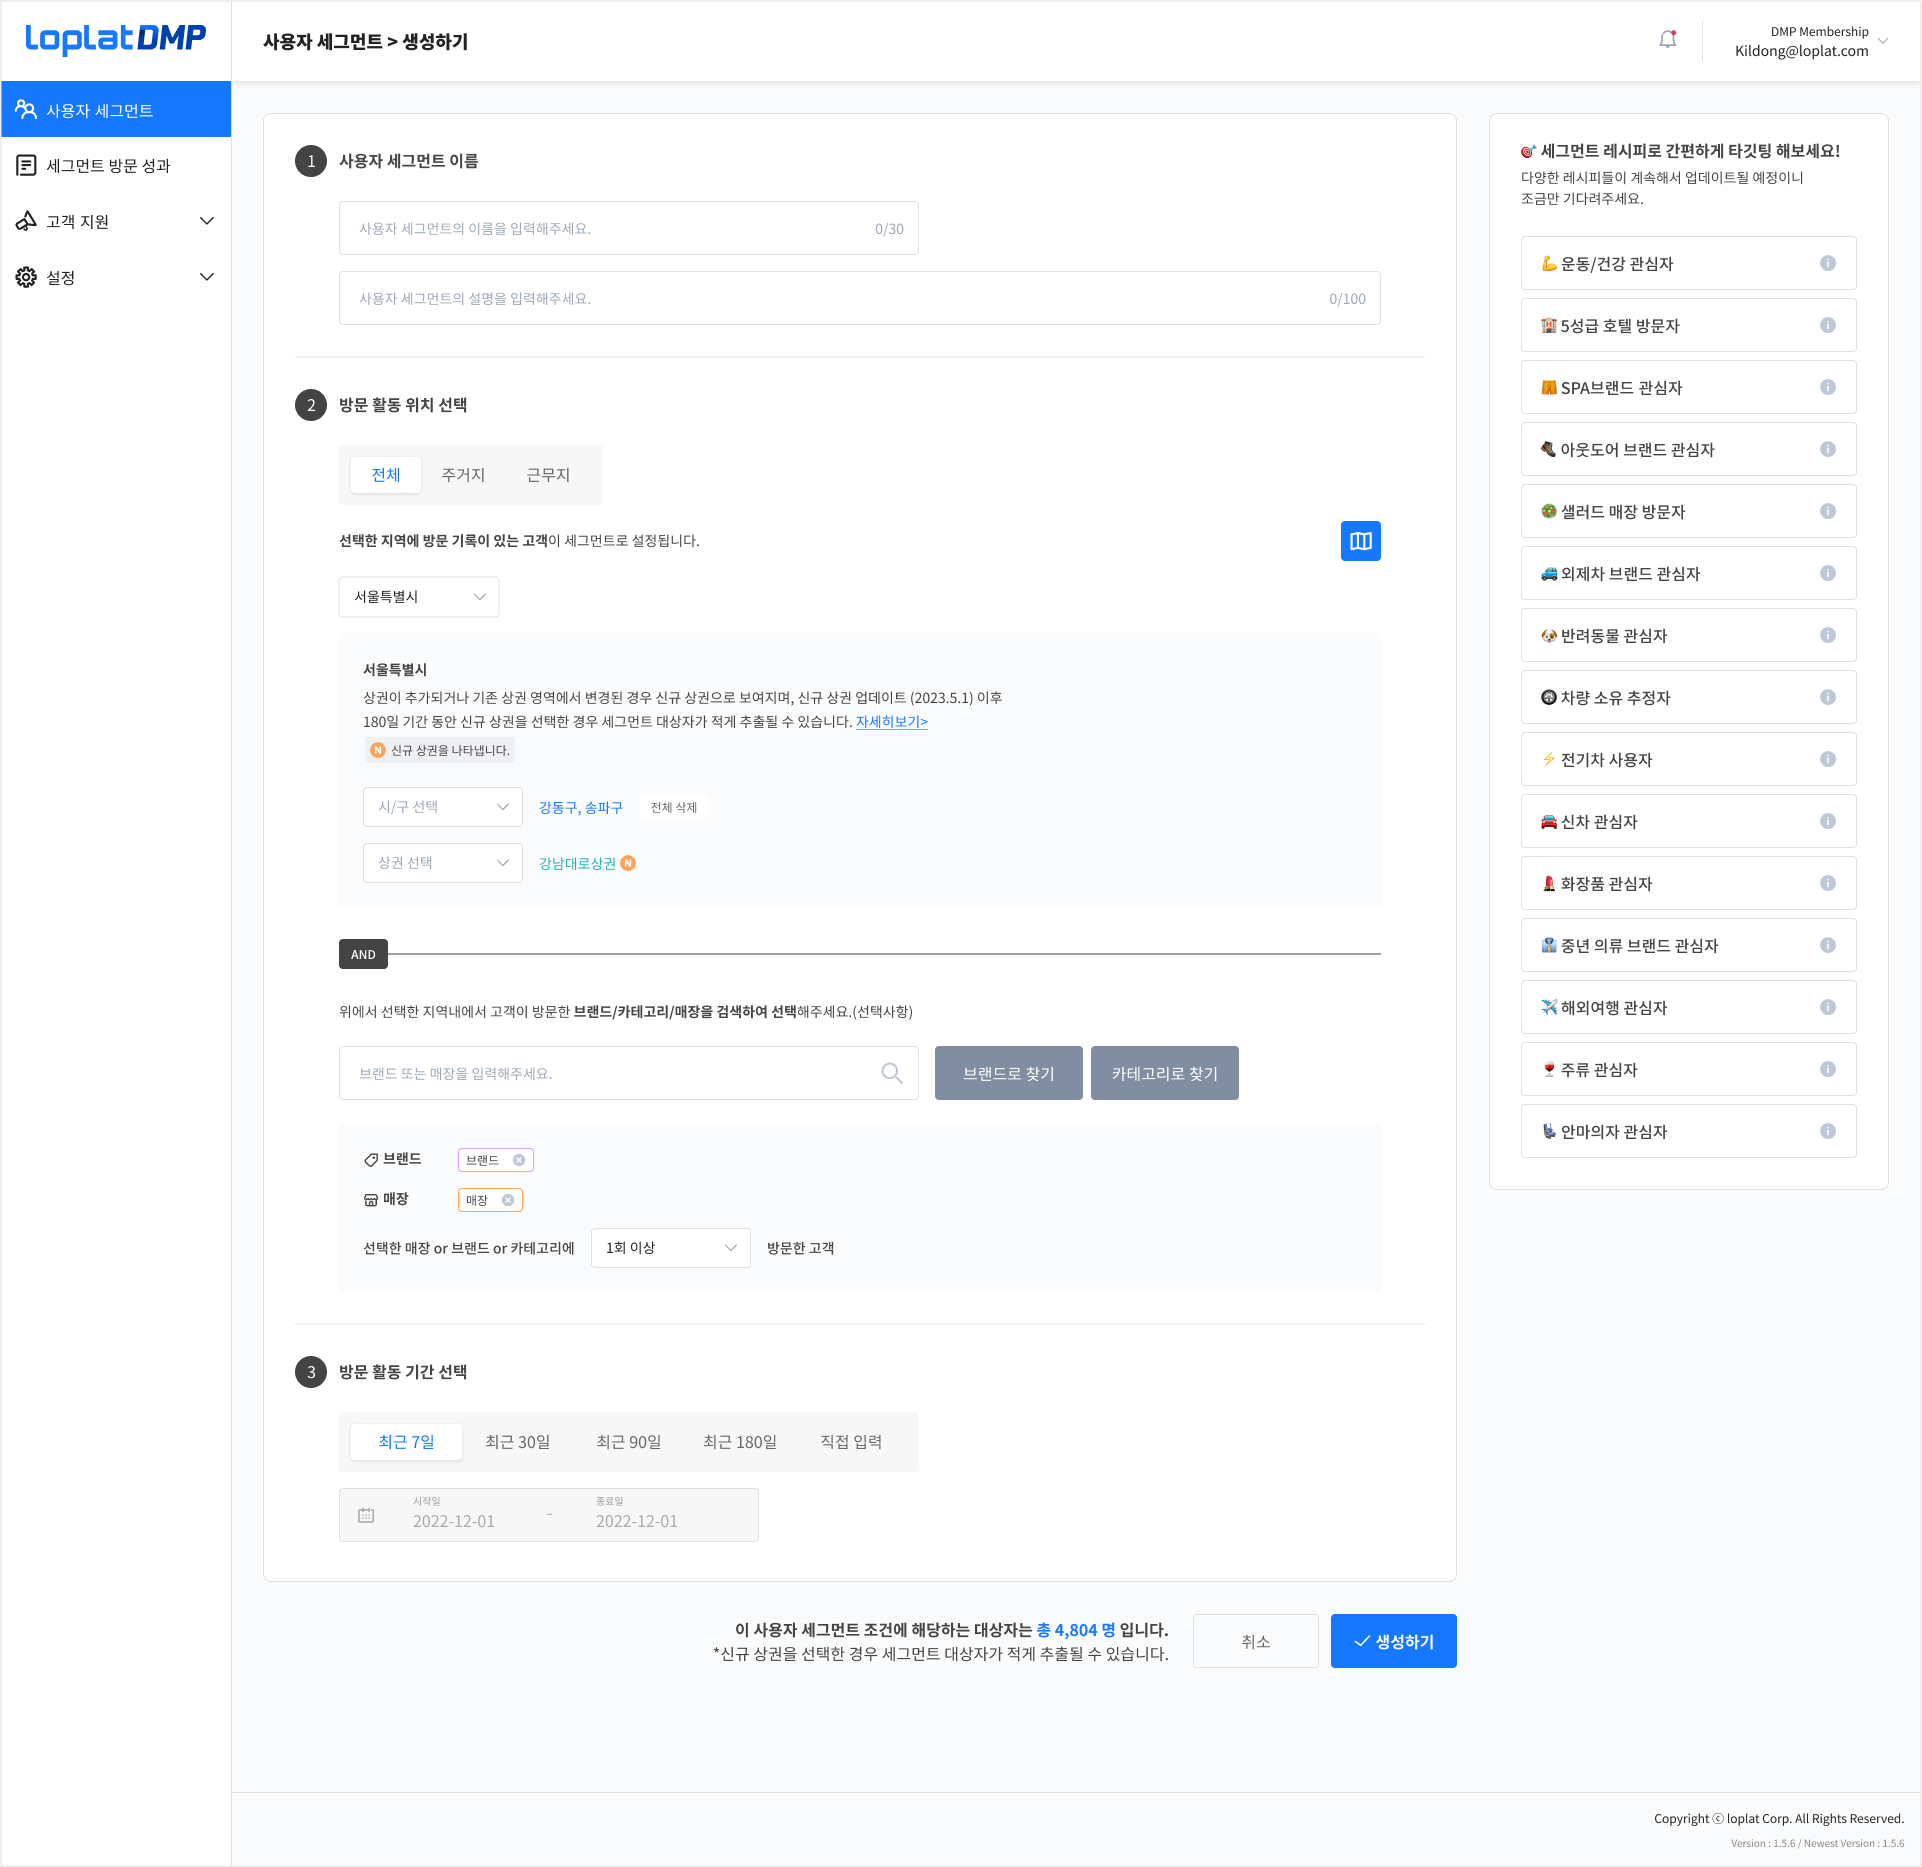 loplat DMP
사용자 세그먼트 > 생성하기
DMP Membership
Kildong@loplat.com
사용자 세그먼트
세그먼트 방문 성과
고객 지원
설정
1 사용자 세그먼트 이름
사용자 세그먼트의 이름을 입력해주세요. 0/30
사용자 세그먼트의 설명을 입력해주세요. 0/100
2 방문 활동 위치 선택
전체 주거지 근무지
선택한 지역에 방문 기록이 있는 고객이 세그먼트로 설정됩니다.
서울특별시
서울특별시
상권이 추가되거나 기존 상권 영역에서 변경된 경우 신규 상권으로 보여지며, 신규 상권 업데이트 (2023.5.1) 이후
180일 기간 동안 신규 상권을 선택한 경우 세그먼트 대상자가 적게 추출될 수 있습니다. 자세히보기>
N 신규 상권을 나타냅니다.
시/구 선택 강동구, 송파구 전체 삭제
상권 선택 강남대로상권 N
AND
위에서 선택한 지역내에서 고객이 방문한 브랜드/카테고리/매장을 검색하여 선택해주세요.(선택사항)
브랜드 또는 매장을 입력해주세요. 브랜드로 찾기 카테고리로 찾기
브랜드 브랜드
매장 매장
선택한 매장 or 브랜드 or 카테고리에 1회 이상 방문한 고객
3 방문 활동 기간 선택
최근 7일 최근 30일 최근 90일 최근 180일 직접 입력
시작일 종료일
2022-12-01 - 2022-12-01
이 사용자 세그먼트 조건에 해당하는 대상자는 총 4,804 명 입니다.
*신규 상권을 선택한 경우 세그먼트 대상자가 적게 추출될 수 있습니다.
취소 생성하기
세그먼트 레시피로 간편하게 타깃팅 해보세요!
다양한 레시피들이 계속해서 업데이트될 예정이니
조금만 기다려주세요.
운동/건강 관심자
5성급 호텔 방문자
SPA브랜드 관심자
아웃도어 브랜드 관심자
샐러드 매장 방문자
외제차 브랜드 관심자
반려동물 관심자
차량 소유 추정자
전기차 사용자
신차 관심자
화장품 관심자
중년 의류 브랜드 관심자
해외여행 관심자
주류 관심자
안마의자 관심자
Copyright ⓒ loplat Corp. All Rights Reserved.
Version : 1.5.6 / Newest Version : 1.5.6